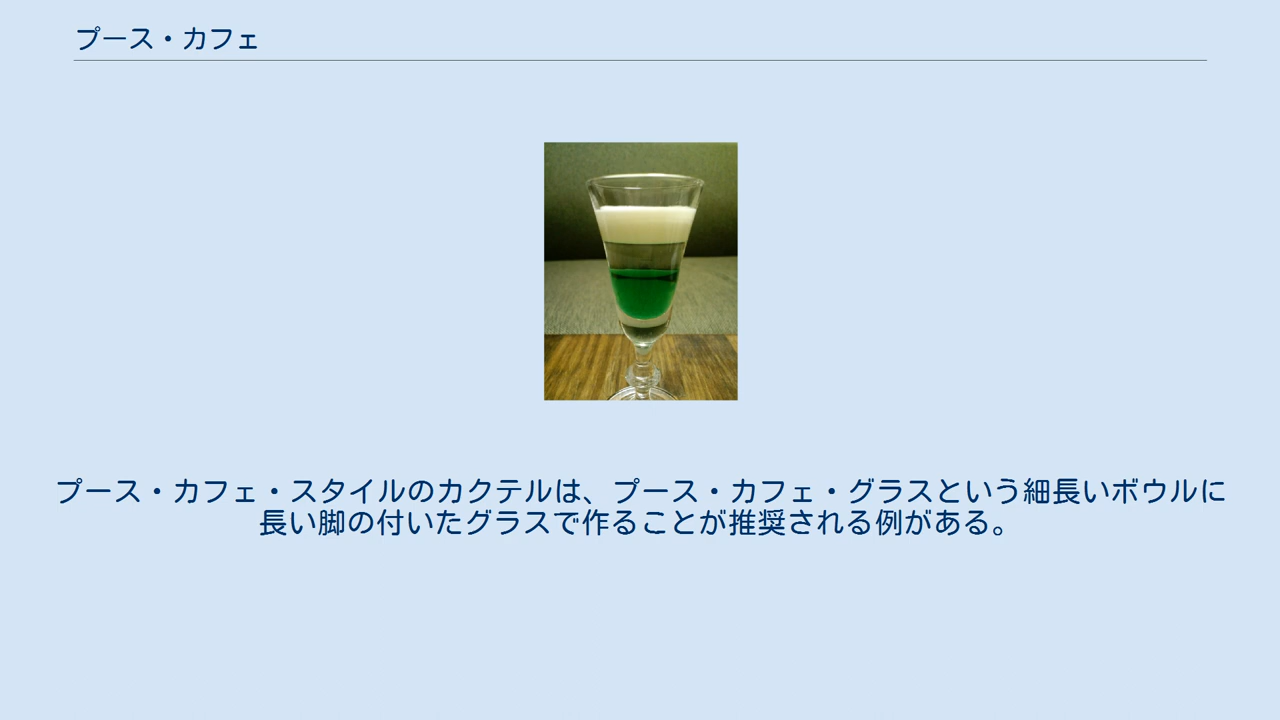 プース・カフェ
プース・カフェ・スタイルのカクテルは、プース・カフェ・グラスという細長いボウルに
長い脚の付いたグラスで作ることが推奨される例がある。